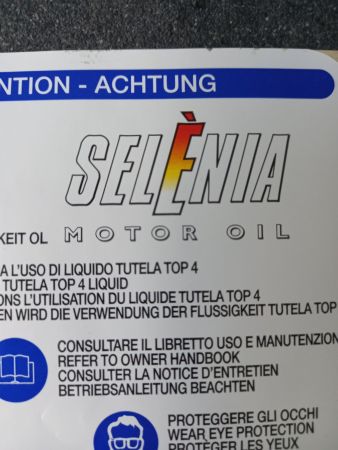 NTION - ACHTUNG
SELÈNIA
KEIT OL MOTOR OIL
A L'USO DI LIQUIDO TUTELA TOP 4
TUTELA TOP 4 LIQUID
ONS L'UTILISATION DU LIQUIDE TUTELA TOP 4
EN WIRD DIE VERWENDUNG DER FLUSSIGKEIT TUTELA TOP
CONSULTARE IL LIBRETTO USO E MANUTENZION
REFER TO OWNER HANDBOOK
CONSULTER LA NOTICE D'ENTRETIEN
BETRIEBSANLEITUNG BEACHTEN
PROTEGGERE GLI OCCHI
WEAR EYE PROTECTION
PROTEGER LES YEUX